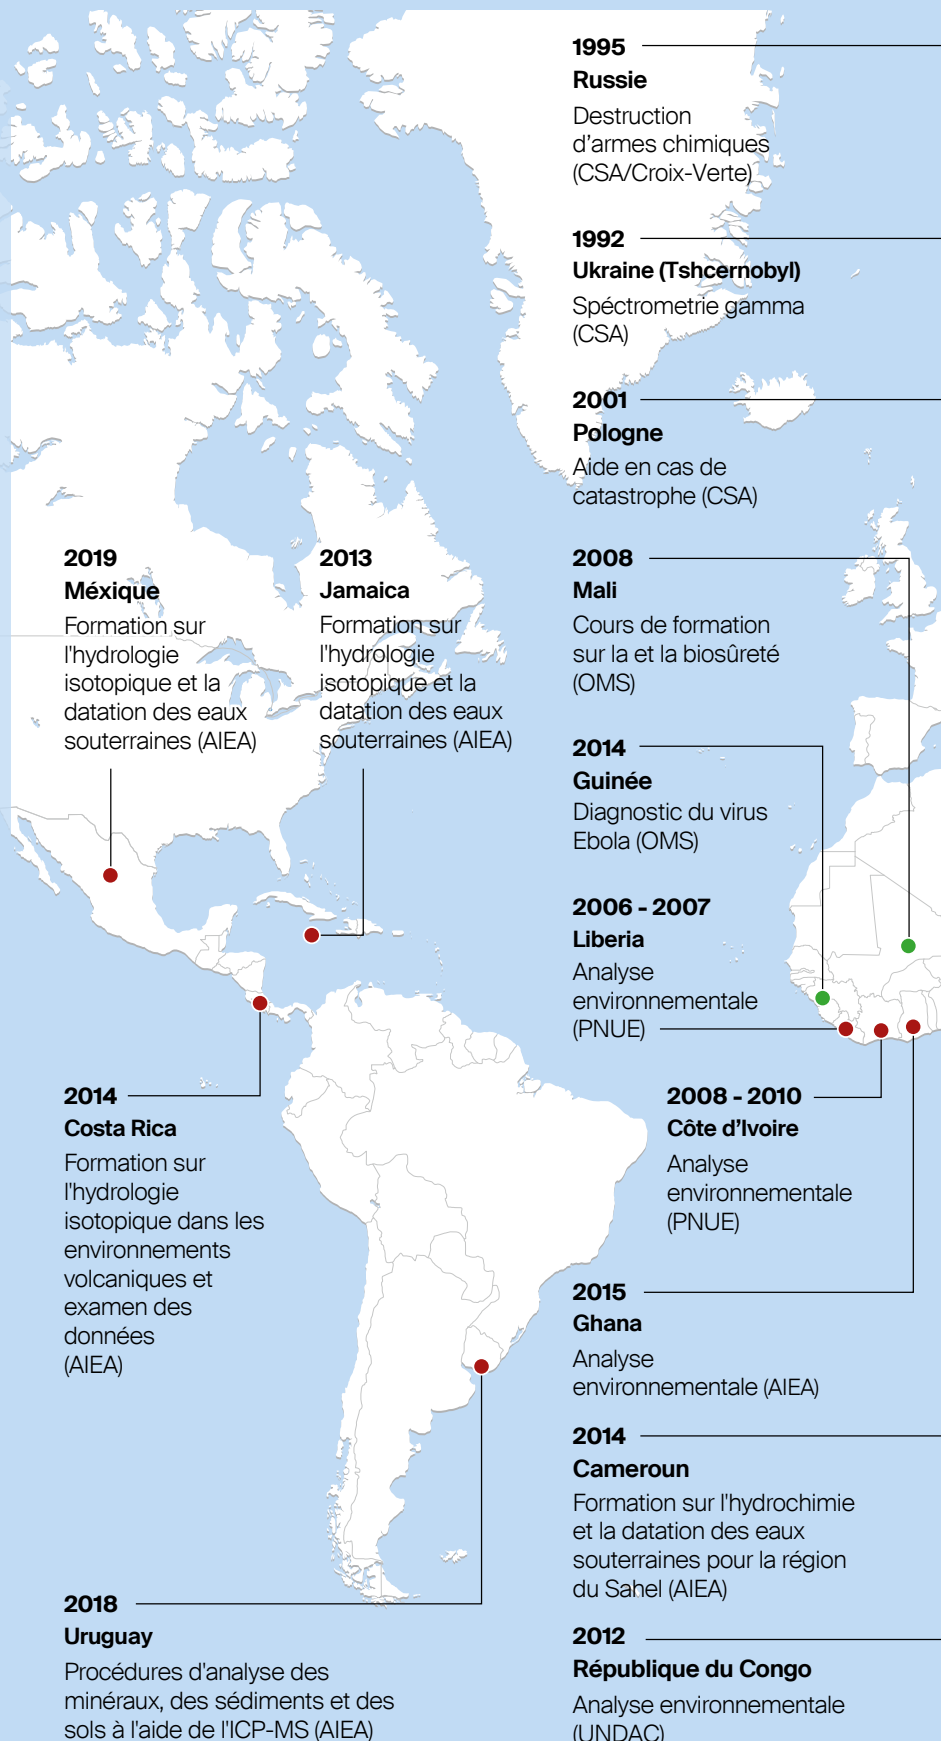 1995
Russie
Destruction
d'armes chimiques
(CSA/Croix-Verte)
1992
Ukraine (Tshcernobyl)
Spéctrometrie gamma
(CSA)
2001
Pologne
Aide en cas de
catastrophe (CSA)
2019
Méxique
Formation sur
l'hydrologie
isotopique et la
datation des eaux
souterraines (AIEA)
2013
Jamaica
Formation sur
l'hydrologie
isotopique et la
datation des eaux
souterraines (AIEA)
2008
Mali
Cours de formation
sur la et la biosûreté
(OMS)
2014
Guinée
Diagnostic du virus
Ebola (OMS)
2006 - 2007
Liberia
Analyse
environnementale
(PNUE)
2014
Costa Rica
Formation sur
l'hydrologie
isotopique dans les
environnements
volcaniques et
examen des
données
(AIEA)
2008 - 2010
Côte d’Ivoire
Analyse
environnementale
(PNUE)
2015
Ghana
Analyse
environnementale (AIEA)
2014
Cameroun
Formation sur l'hydrochimie
et la datation des eaux
souterraines pour la région
du Sahel (AIEA)
2018
Uruguay
Procédures d'analyse des
minéraux, des sédiments et des
sols à l'aide de l'ICP-MS (AIEA)
2012
République du Congo
Analyse environnementale
(UNDAC)